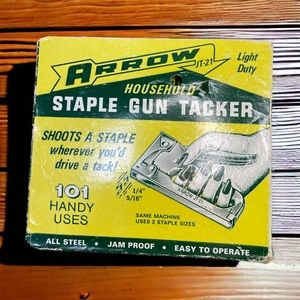 ARROW JT-21
Light
Duty
HOUSEHOLD
STAPLE GUN TACKER
SHOOTS A STAPLE
wherever you'd
drive a tack!
1/4"
5/16"
101
HANDY
USES
SAME MACHINE
USES 2 STAPLE SIZES
ALL STEEL • JAM PROOF • EASY TO OPERATE